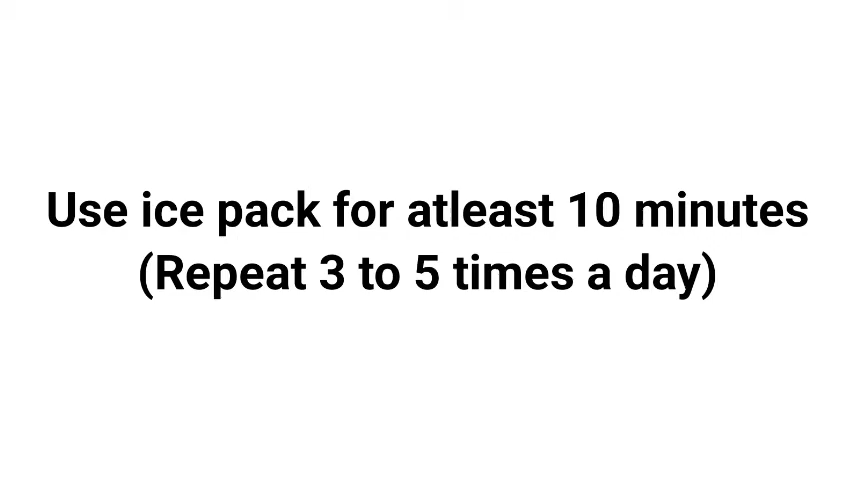 Use ice pack for atleast 10 minutes
(Repeat 3 to 5 times a day)